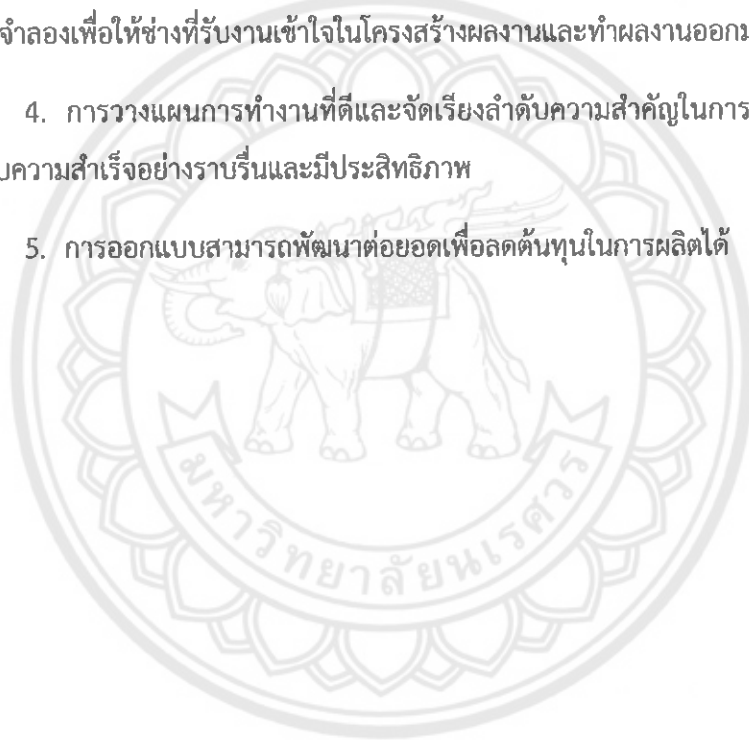 จำลองเพื่อให้ช่างที่รับงานเข้าใจในโครงสร้างผลงานและทำผลงานออกม
4. การวางแผนการทำงานที่ดีและจัดเรียงลำดับความสำคัญในการ
บความสำเร็จอย่างราบรื่นและมีประสิทธิภาพ
5. การออกแบบสามารถพัฒนาต่อยอดเพื่อลดต้นทุนในการผลิตได้
มหาวิทยาลัยนเรศวร